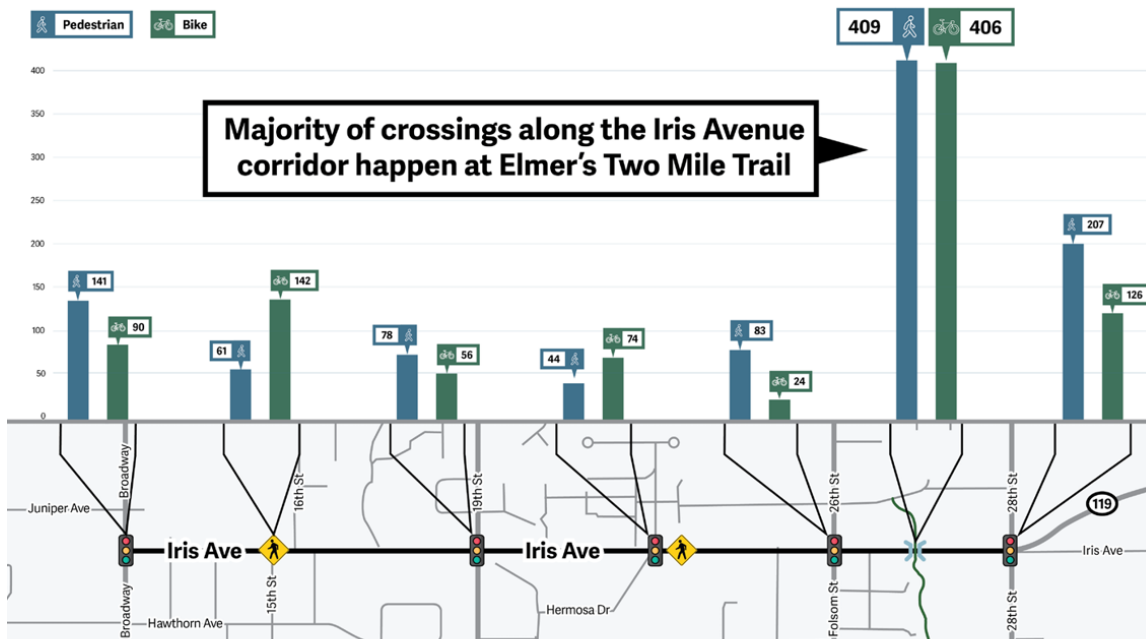 Pedestrian
Bike
409
406
400
350
300
250
200
150
100
50
0
Majority of crossings along the Iris Avenue
corridor happen at Elmer's Two Mile Trail
141
90
61
142
78
56
44
74
83
24
207
126
Broadway
16th St
19th St
26th St
28th St
Juniper Ave
119
Iris Ave
Iris Ave
Iris Ave
Broadway
15th St
Hawthorn Ave
Hermosa Dr
Folsom St
28th St